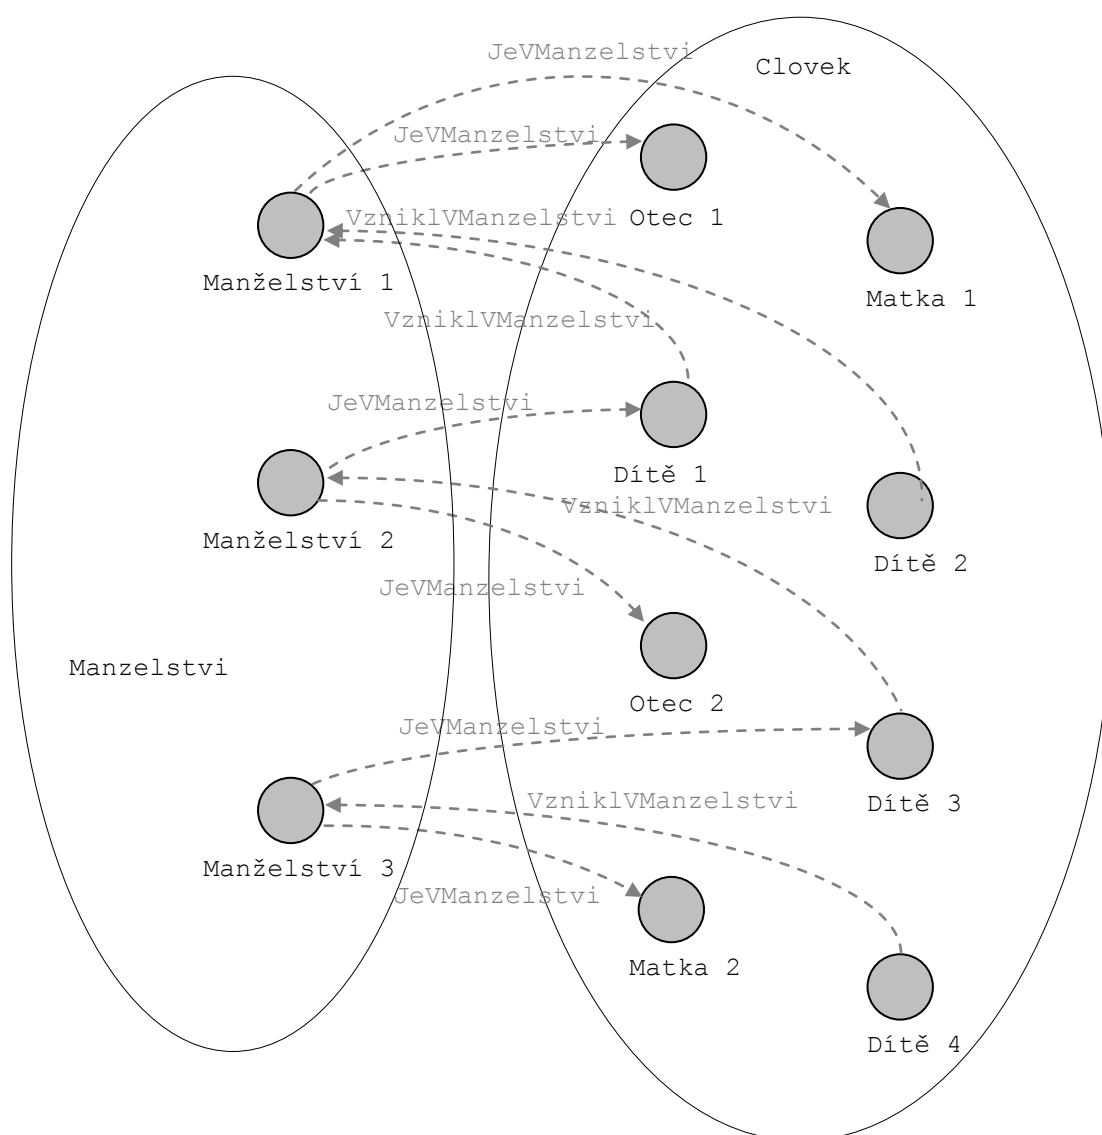 JeVManzelstvi
Clovek
JeVManzelstvi
VzniklVManzelstvi
Otec 1
Manželství 1
Matka 1
VzniklVManzelstvi
JeVManzelstvi
Dítě 1
VzniklVManzelstvi
Manželství 2
Dítě 2
JeVManzelstvi
Manzelstvi
Otec 2
JeVManzelstvi
Dítě 3
VzniklVManzelstvi
Manželství 3
JeVManzelstvi
Matka 2
Dítě 4